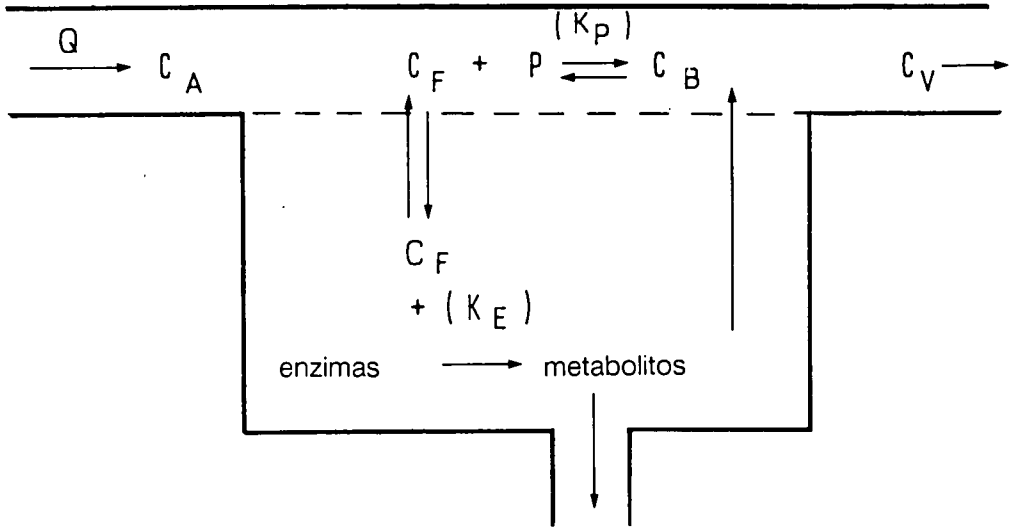 (K_P)
Q
C_A C_F + P ⇌ C_B C_V
C_F
+ (K_E)
enzimas → metabolitos